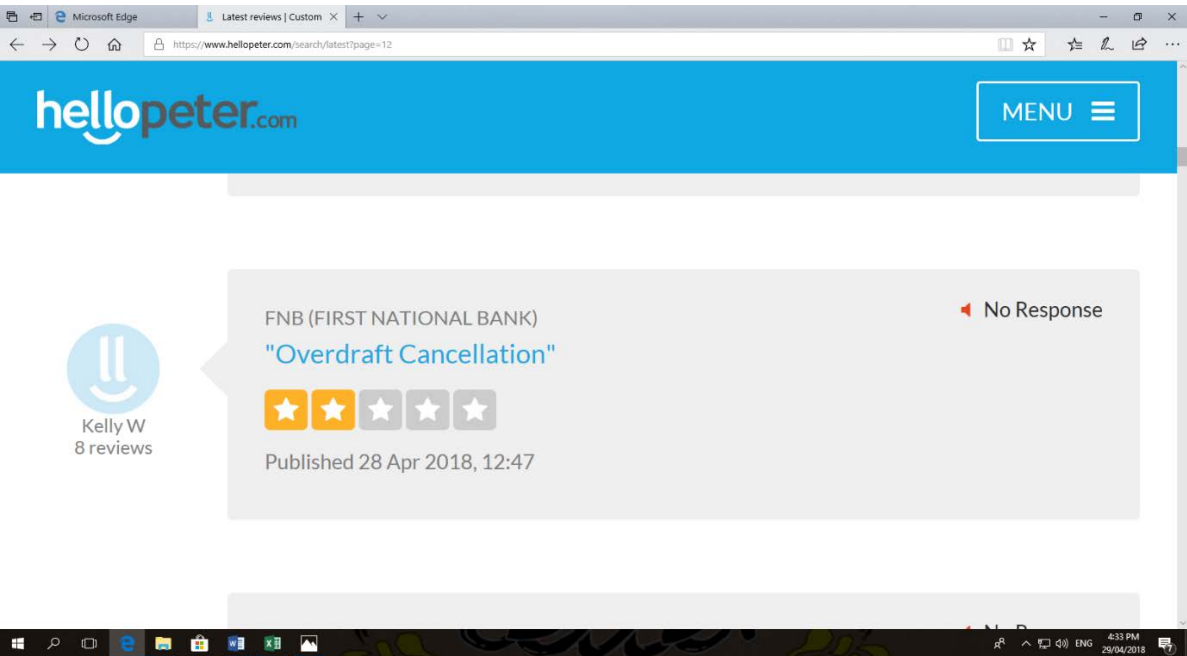 Microsoft Edge
Latest reviews | Custom
https://www.hellopeter.com/search/latest?page=12
hellopeter.com
MENU
FNB (FIRST NATIONAL BANK)
No Response
"Overdraft Cancellation"
Kelly W
8 reviews
Published 28 Apr 2018, 12:47
ENG
4:33 PM
29/04/2018